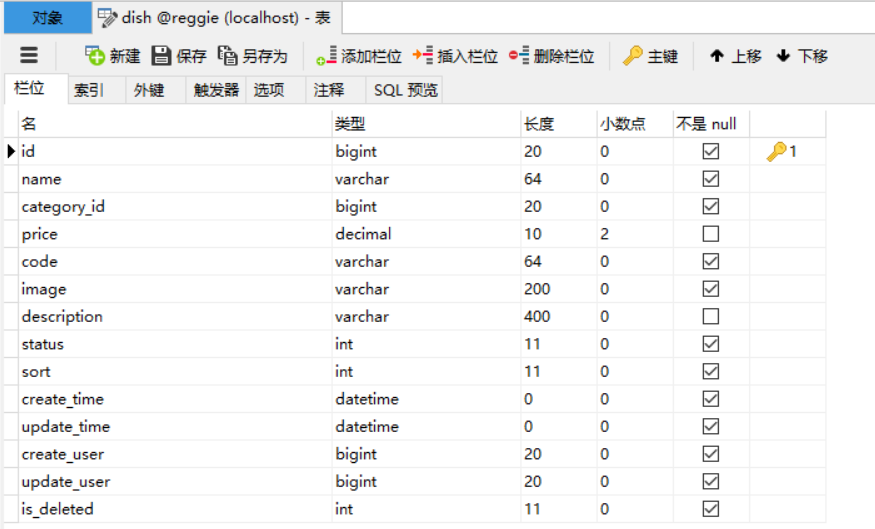 对象 dish @reggie (localhost) - 表
新建 保存 另存为 添加栏位 插入栏位 删除栏位 主键 上移 下移
栏位 索引 外键 触发器 选项 注释 SQL 预览
名 类型 长度 小数点 不是 null
id bigint 20 0 1
name varchar 64 0
category_id bigint 20 0
price decimal 10 2
code varchar 64 0
image varchar 200 0
description varchar 400 0
status int 11 0
sort int 11 0
create_time datetime 0 0
update_time datetime 0 0
create_user bigint 20 0
update_user bigint 20 0
is_deleted int 11 0